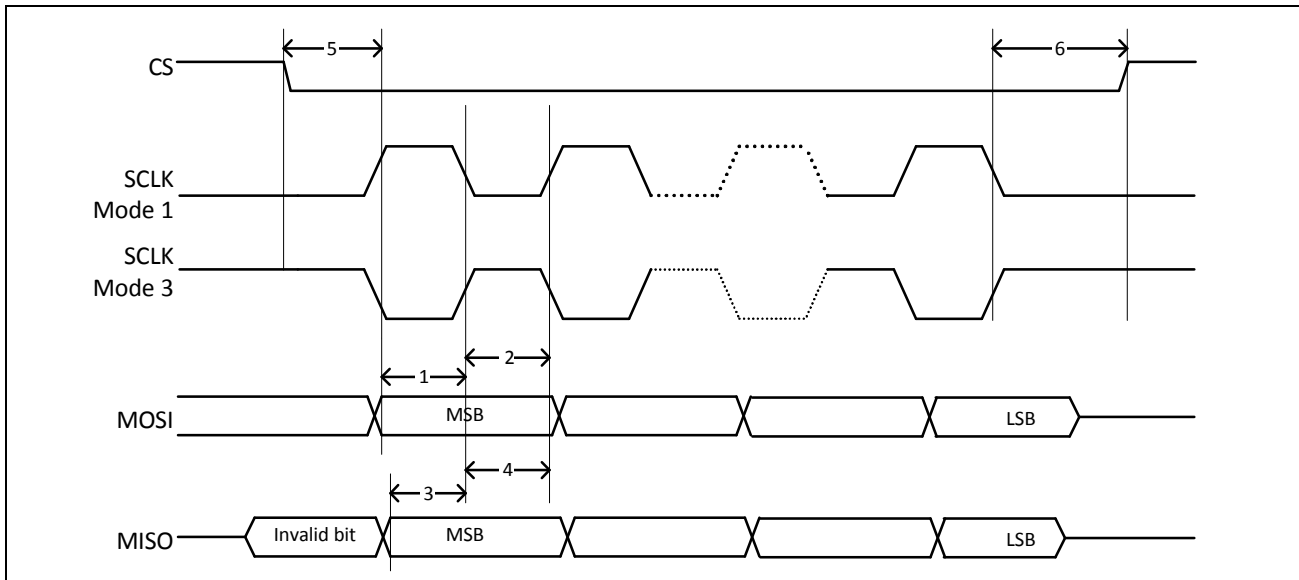 5
6
CS
SCLK
Mode 1
SCLK
Mode 3
2
1
MOSI
MSB
LSB
4
3
MISO
Invalid bit
MSB
LSB